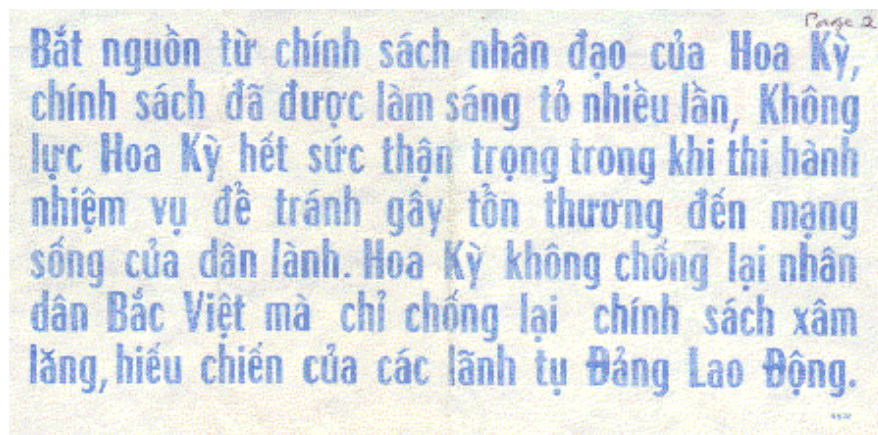 Page 2
Bắt nguồn từ chính sách nhân đạo của Hoa Kỳ,
chính sách đã được làm sáng tỏ nhiều lần, Không
lực Hoa Kỳ hết sức thận trọng trong khi thi hành
nhiệm vụ để tránh gây tổn thương đến mạng
sống của dân lành. Hoa Kỳ không chống lại nhân
dân Bắc Việt mà chỉ chống lại chính sách xâm
lăng, hiếu chiến của các lãnh tụ Đảng Lao Động.